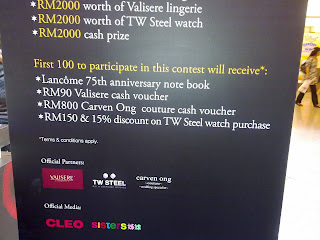 *RM2000 worth of Valisere lingerie
*RM2000 worth of TW Steel watch
*RM2000 cash prize
First 100 to participate in this contest will receive*:
*Lancôme 75th anniversary note book
*RM90 Valisere cash voucher
*RM800 Carven Ong couture cash voucher
*RM150 & 15% discount on TW Steel watch purchase
*Terms & conditions apply.
Official Partners:
VALISERE
TW STEEL
carven ong
Official Media:
CLEO
sisters 姊妹